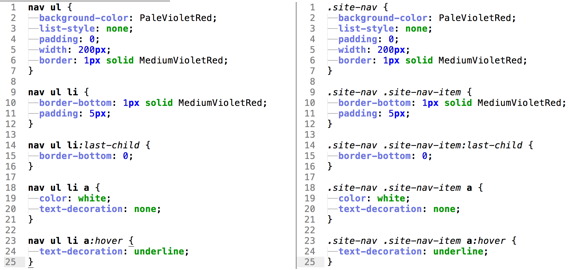 1 nav ul {
2 background-color: PaleVioletRed;
3 list-style: none;
4 padding: 0;
5 width: 200px;
6 border: 1px solid MediumVioletRed;
7 }
8
9 nav ul li {
10 border-bottom: 1px solid MediumVioletRed;
11 padding: 5px;
12 }
13
14 nav ul li:last-child {
15 border-bottom: 0;
16 }
17
18 nav ul li a {
19 color: white;
20 text-decoration: none;
21 }
22
23 nav ul li a:hover {
24 text-decoration: underline;
25 }
1 .site-nav {
2 background-color: PaleVioletRed;
3 list-style: none;
4 padding: 0;
5 width: 200px;
6 border: 1px solid MediumVioletRed;
7 }
8
9 .site-nav .site-nav-item {
10 border-bottom: 1px solid MediumVioletRed;
11 padding: 5px;
12 }
13
14 .site-nav .site-nav-item:last-child {
15 border-bottom: 0;
16 }
17
18 .site-nav .site-nav-item a {
19 color: white;
20 text-decoration: none;
21 }
22
23 .site-nav .site-nav-item a:hover {
24 text-decoration: underline;
25 }